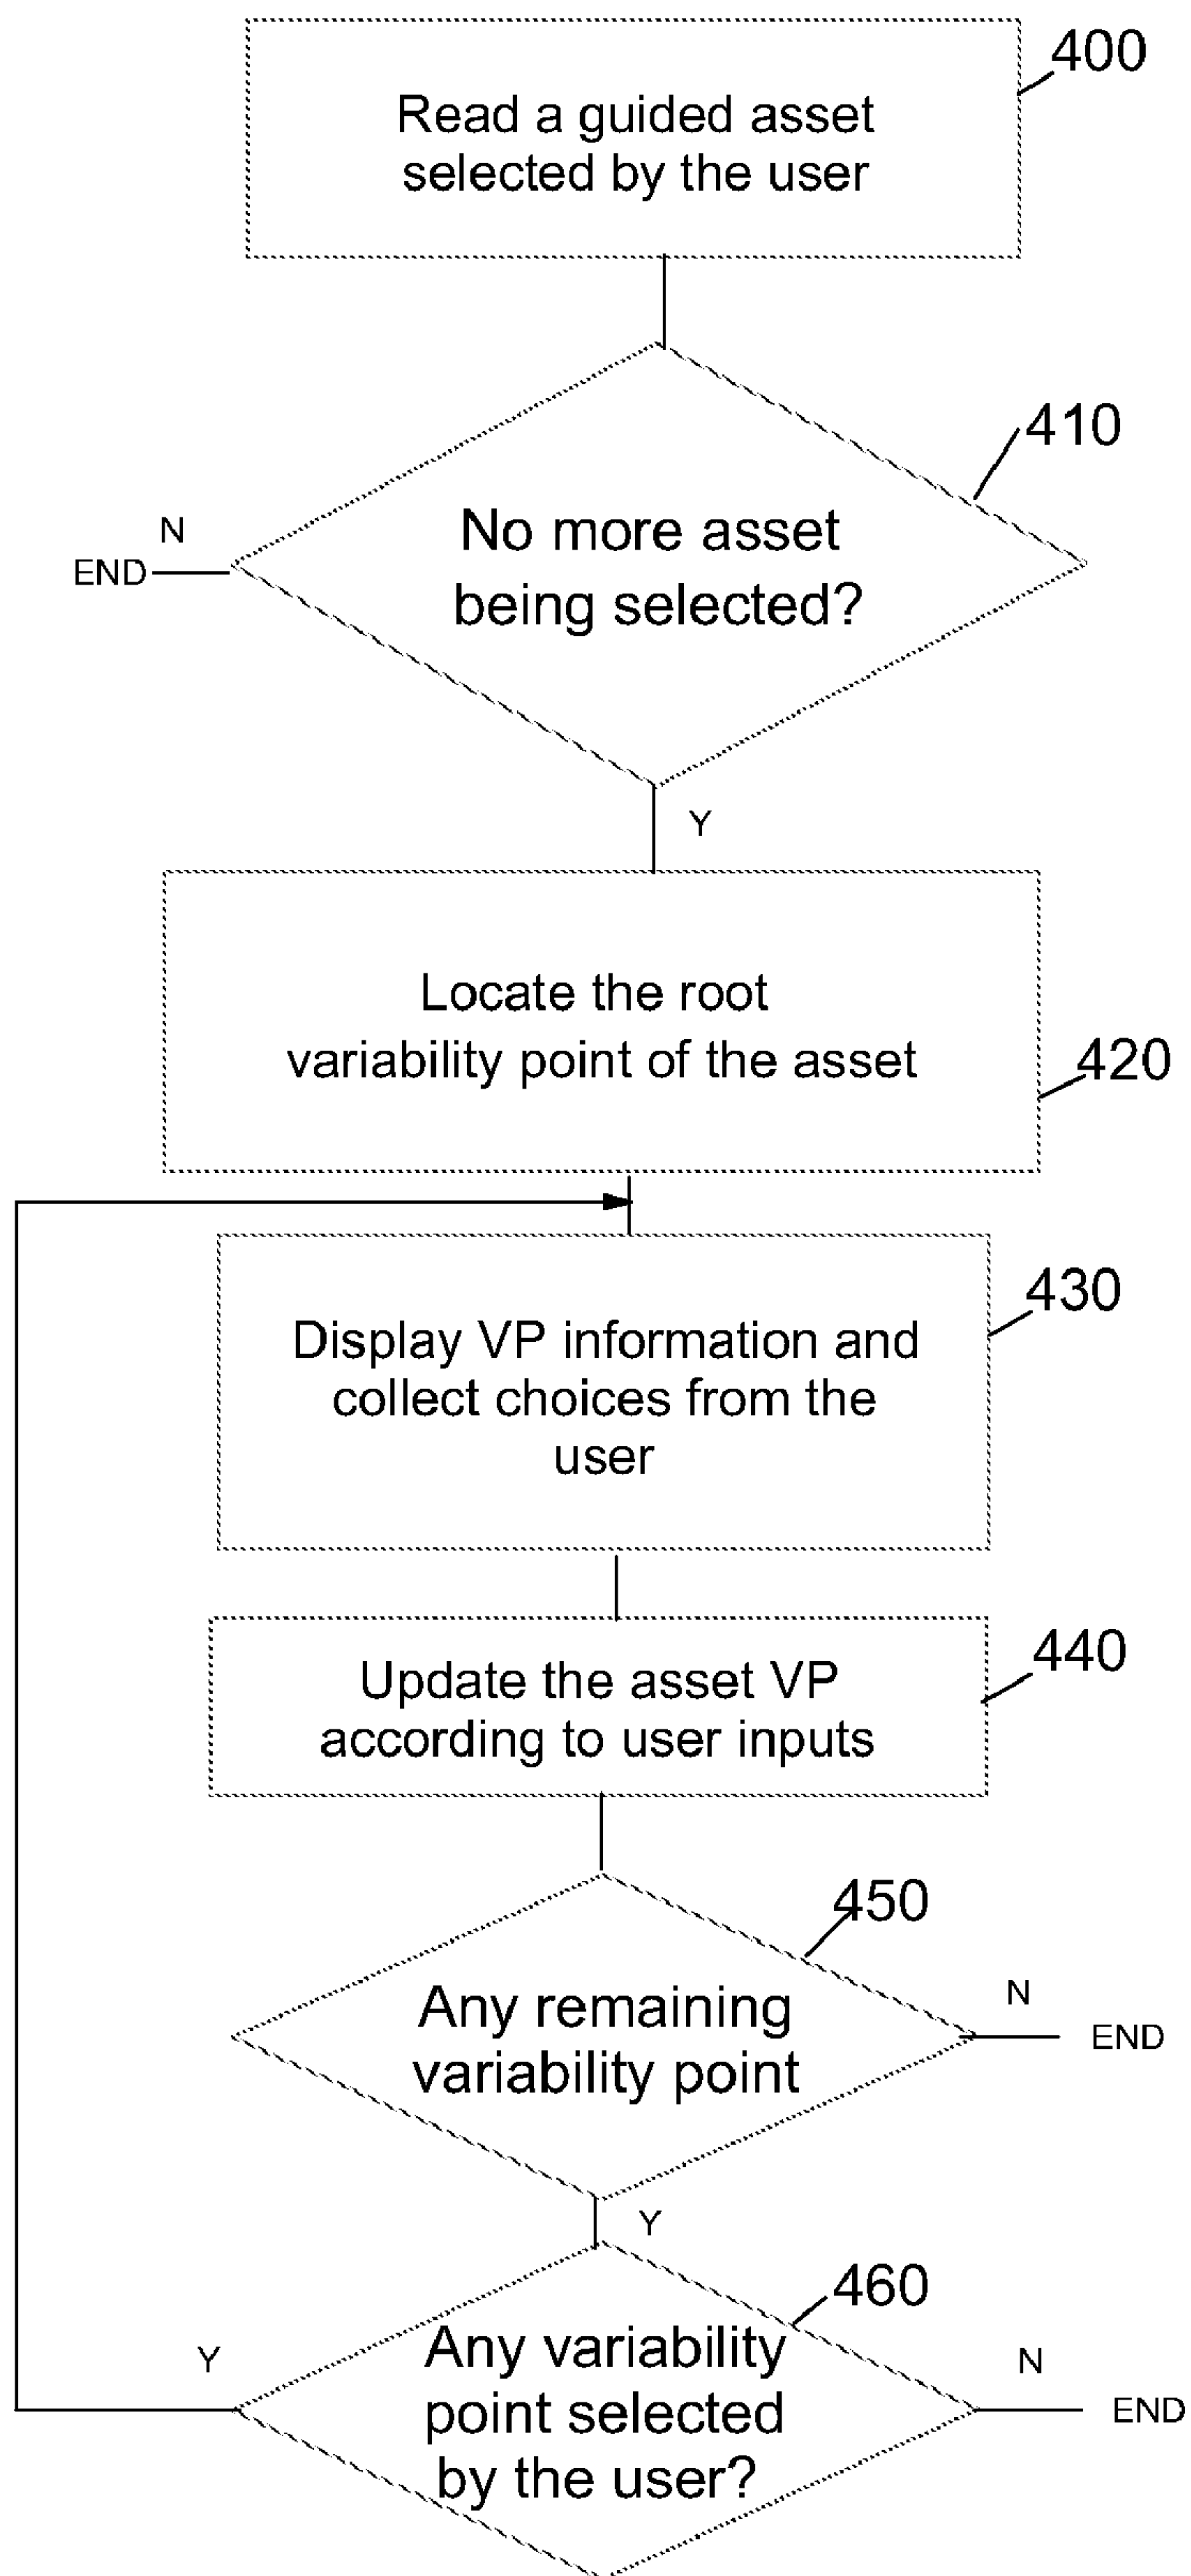 400
Read a guided asset
selected by the user
410
No more asset
being selected?
N
END
Y
Locate the root
variability point of the asset
420
430
Display VP information and
collect choices from the
user
440
Update the asset VP
according to user inputs
450
Any remaining
variability point
N
END
Y
460
Any variability
point selected
by the user?
Y
N
END